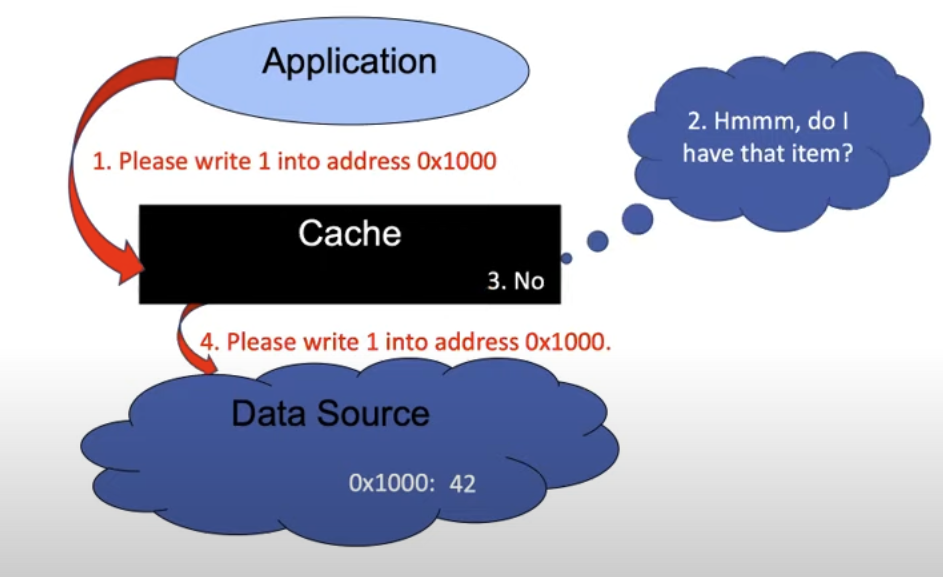 Application
1. Please write 1 into address 0x1000
2. Hmmm, do I
have that item?
Cache
3. No
4. Please write 1 into address 0x1000.
Data Source
0x1000: 42